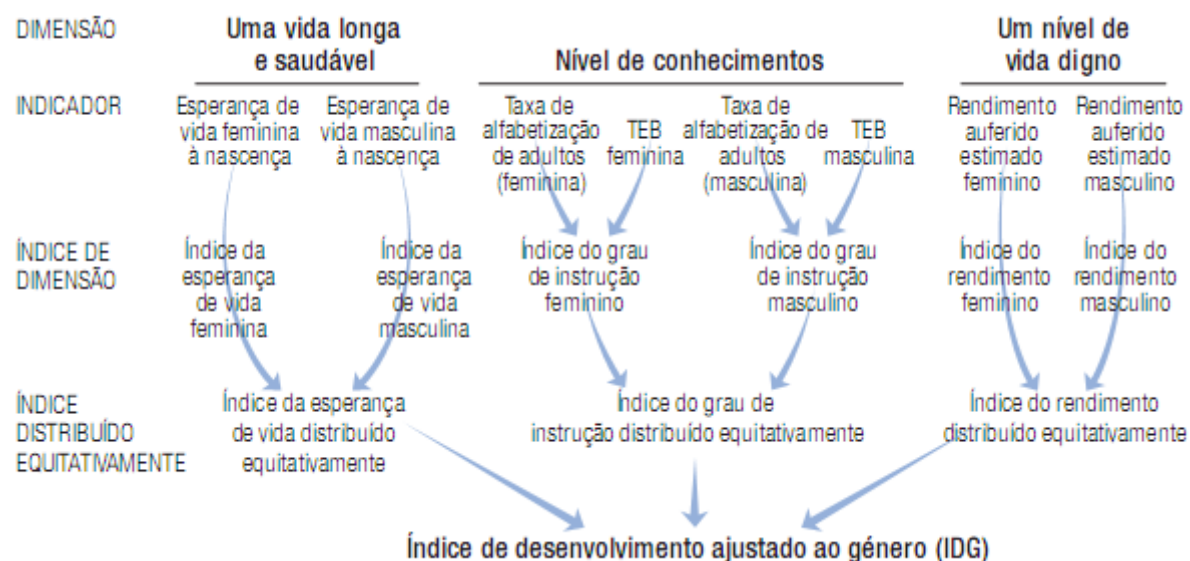 DIMENSÃO
Uma vida longa
e saudável
Nível de conhecimentos
Um nível de
vida digno
INDICADOR
Esperança de
vida feminina
à nascença
Esperança de
vida masculina
à nascença
Taxa de
alfabetização
de adultos
(feminina)
TEB
feminina
Taxa de
alfabetização de
adultos
(masculina)
TEB
masculina
Rendimento
auferido
estimado
feminino
Rendimento
auferido
estimado
masculino
ÍNDICE DE
DIMENSÃO
Índice da
esperança
de vida
feminina
Índice da
esperança
de vida
masculina
Índice do grau
de instrução
feminino
Índice do grau
de instrução
masculino
Índice do
rendimento
feminino
Índice do
rendimento
masculino
ÍNDICE
DISTRIBUÍDO
EQUITATIVAMENTE
Índice da esperança
de vida distribuído
equitativamente
Índice do grau de
instrução distribuído equitativamente
Índice do rendimento
distribuído equitativamente
Índice de desenvolvimento ajustado ao género (IDG)